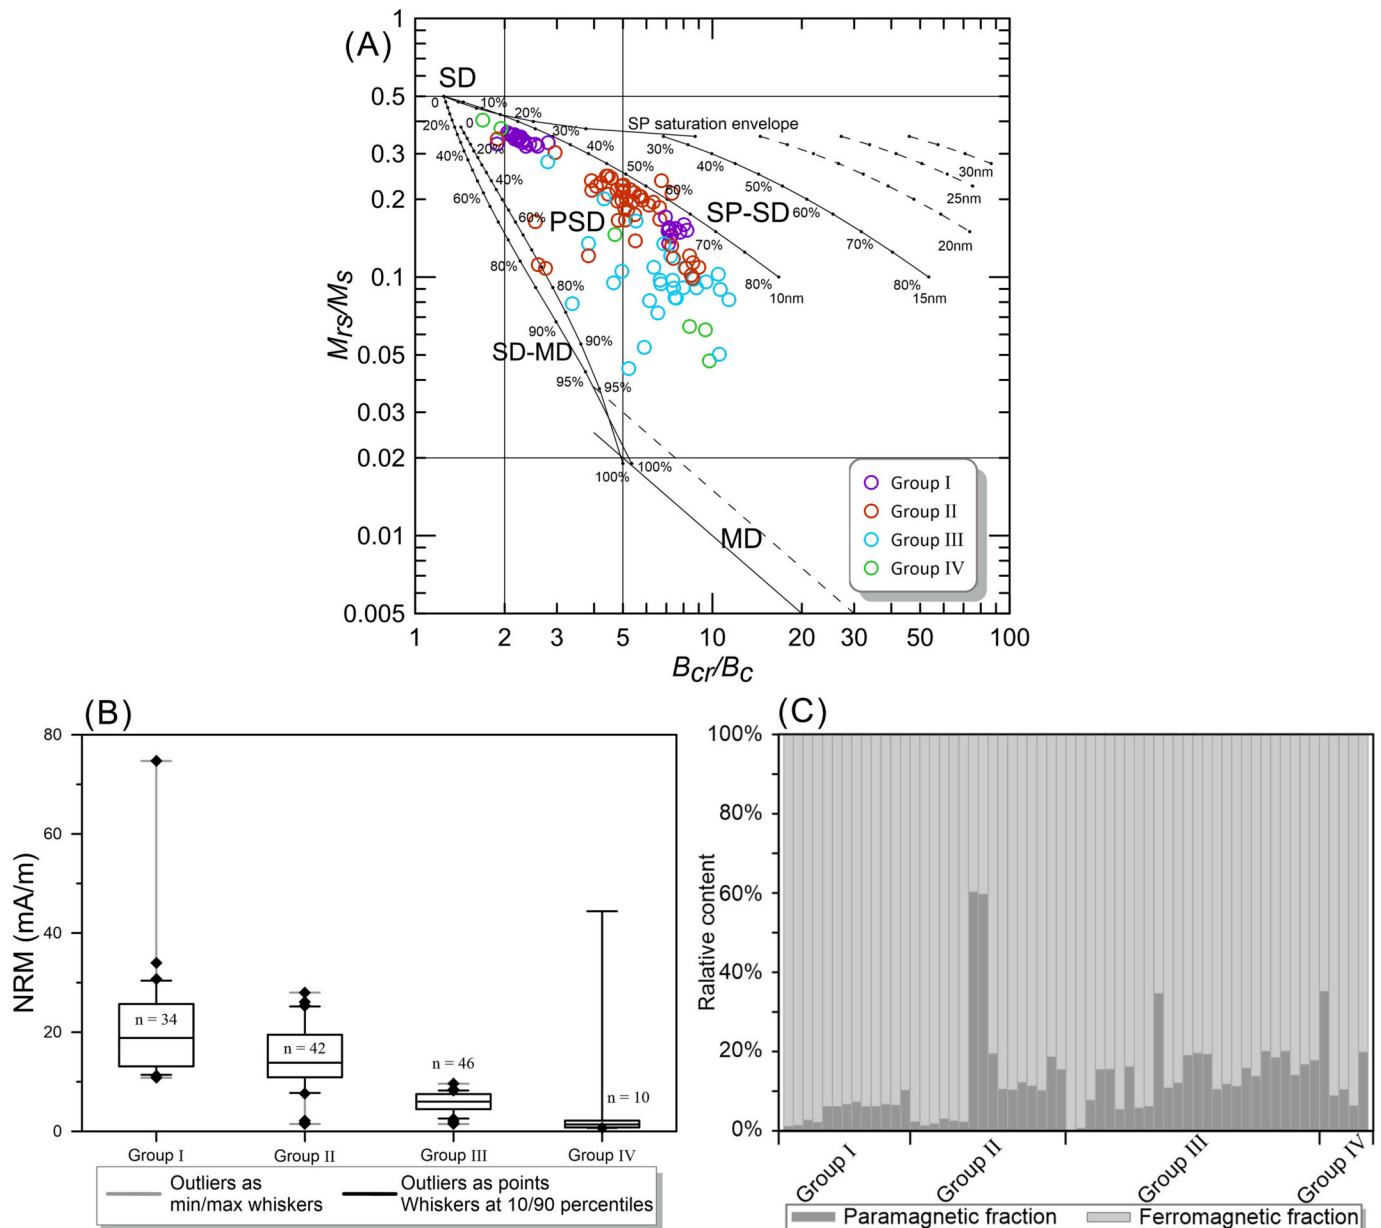 (A)
1
0.5
0.3
0.2
0.1
0.05
0.03
0.02
0.01
0.005
Mrs/Ms
1
2
3
5
10
20
30
50
100
Bcr/Bc
SD
0
10%
20%
30%
40%
50%
60%
70%
80%
10nm
SP saturation envelope
30%
40%
50%
60%
70%
80%
15nm
20nm
25nm
30nm
20%
40%
60%
80%
90%
95%
100%
0
20%
40%
60%
80%
90%
95%
100%
PSD
SP-SD
SD-MD
MD
Group I
Group II
Group III
Group IV
(B)
80
60
40
20
0
NRM (mA/m)
n = 34
n = 42
n = 46
n = 10
Group I
Group II
Group III
Group IV
Outliers as
min/max whiskers
Outliers as points
Whiskers at 10/90 percentiles
(C)
100%
80%
60%
40%
20%
0%
Ralative content
Group I
Group II
Group III
Group IV
Paramagnetic fraction
Ferromagnetic fraction